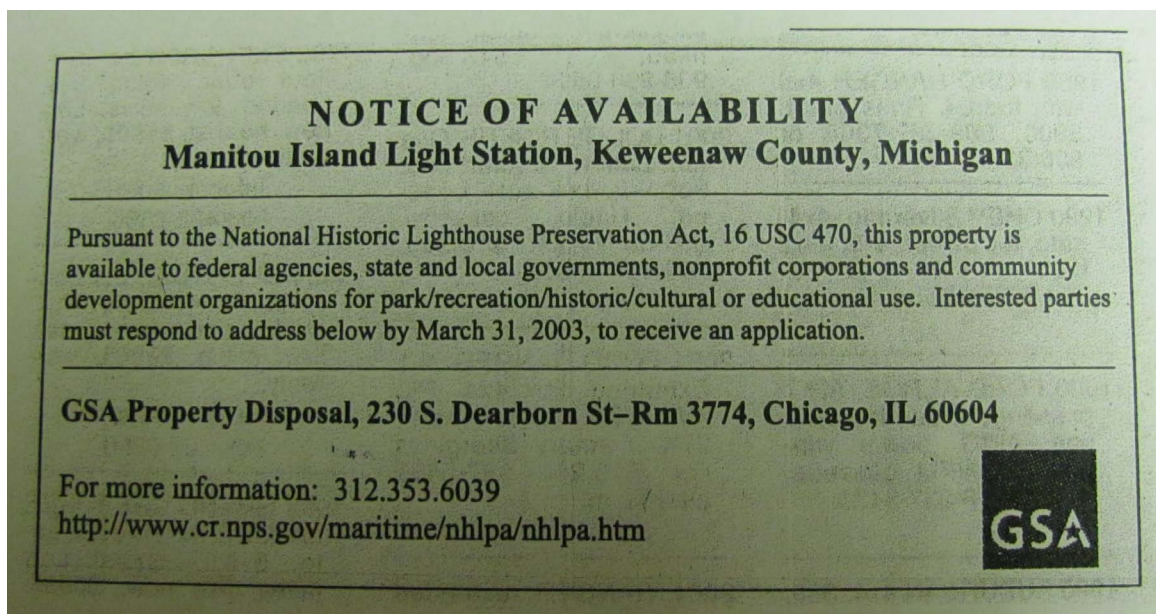 NOTICE OF AVAILABILITY
Manitou Island Light Station, Keweenaw County, Michigan
Pursuant to the National Historic Lighthouse Preservation Act, 16 USC 470, this property is
available to federal agencies, state and local governments, nonprofit corporations and community
development organizations for park/recreation/historic/cultural or educational use. Interested parties
must respond to address below by March 31, 2003, to receive an application.
GSA Property Disposal, 230 S. Dearborn St–Rm 3774, Chicago, IL 60604
For more information: 312.353.6039
http://www.cr.nps.gov/maritime/nhlpa/nhlpa.htm
GSA